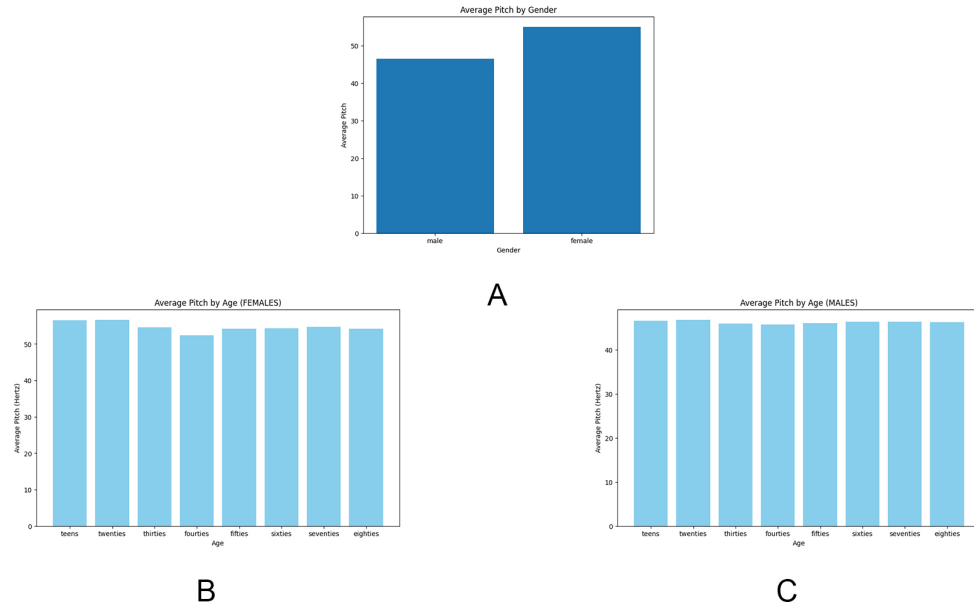 Average Pitch by Gender
Average Pitch
50
40
30
20
10
0
male female
Gender
A
Average Pitch by Age (FEMALES)
Average Pitch (Hertz)
50
40
30
20
10
0
teens twenties thirties fourties fifties sixties seventies eighties
Age
B
Average Pitch by Age (MALES)
Average Pitch (Hertz)
40
30
20
10
0
teens twenties thirties fourties fifties sixties seventies eighties
Age
C